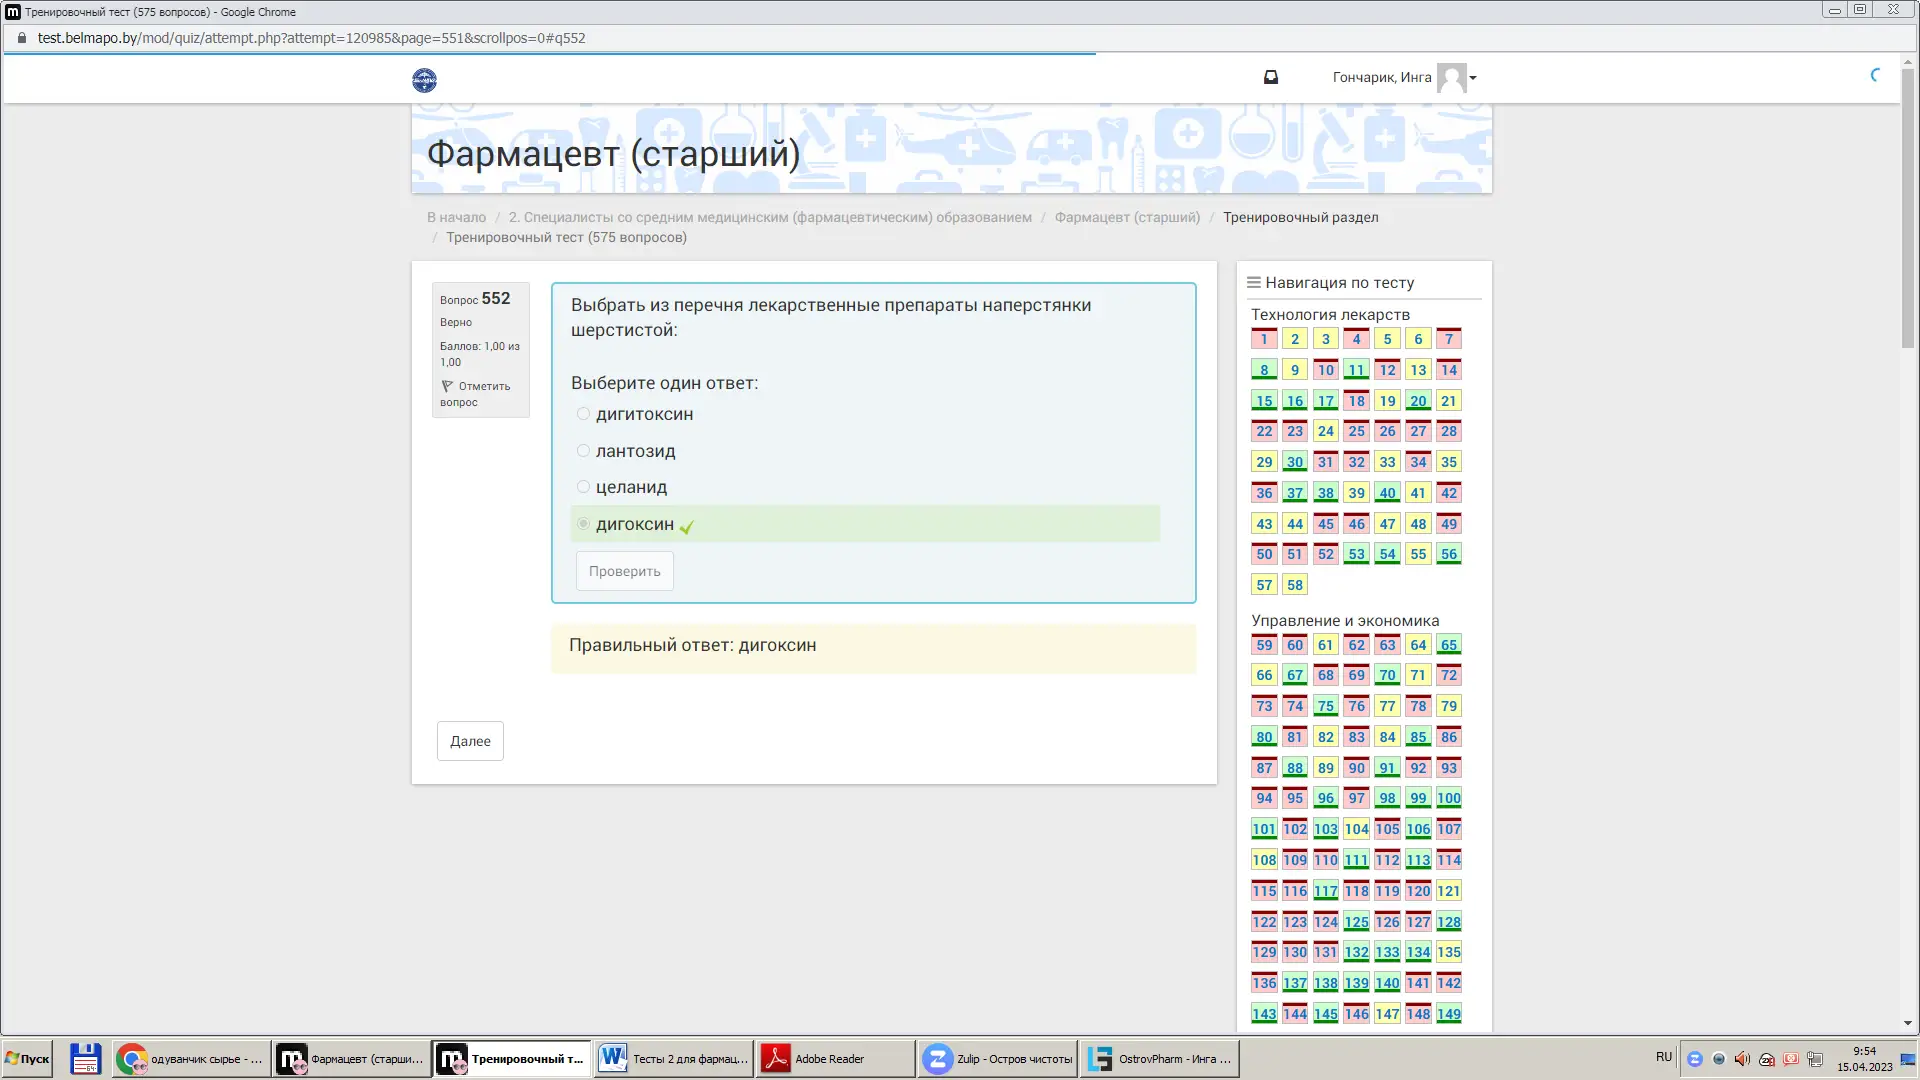 Тренировочный тест (575 вопросов) - Google Chrome
test.belmapo.by/mod/quiz/attempt.php?attempt=120985&page=551&scrollpos=0#q552
Гончарик, Инга
Фармацевт (старший)
В начало / 2. Специалисты со средним медицинским (фармацевтическим) образованием / Фармацевт (старший) / Тренировочный раздел
/ Тренировочный тест (575 вопросов)
Вопрос 552
Верно
Баллов: 1,00 из
1,00
Отметить
вопрос
Выбрать из перечня лекарственные препараты наперстянки
шерстистой:
Выберите один ответ:
дигитоксин
лантозид
целанид
дигоксин
Проверить
Правильный ответ: дигоксин
Далее
Навигация по тесту
Технология лекарств
1 2 3 4 5 6 7
8 9 10 11 12 13 14
15 16 17 18 19 20 21
22 23 24 25 26 27 28
29 30 31 32 33 34 35
36 37 38 39 40 41 42
43 44 45 46 47 48 49
50 51 52 53 54 55 56
57 58
Управление и экономика
59 60 61 62 63 64 65
66 67 68 69 70 71 72
73 74 75 76 77 78 79
80 81 82 83 84 85 86
87 88 89 90 91 92 93
94 95 96 97 98 99 100
101 102 103 104 105 106 107
108 109 110 111 112 113 114
115 116 117 118 119 120 121
122 123 124 125 126 127 128
129 130 131 132 133 134 135
136 137 138 139 140 141 142
143 144 145 146 147 148 149
Пуск
одуванчик сырье - ...
Фармацевт (старши...
Тренировочный т...
Тесты 2 для фармац...
Adobe Reader
Zulip - Остров чистоты
OstrovPharm - Инга ...
RU
9:54
15.04.2023